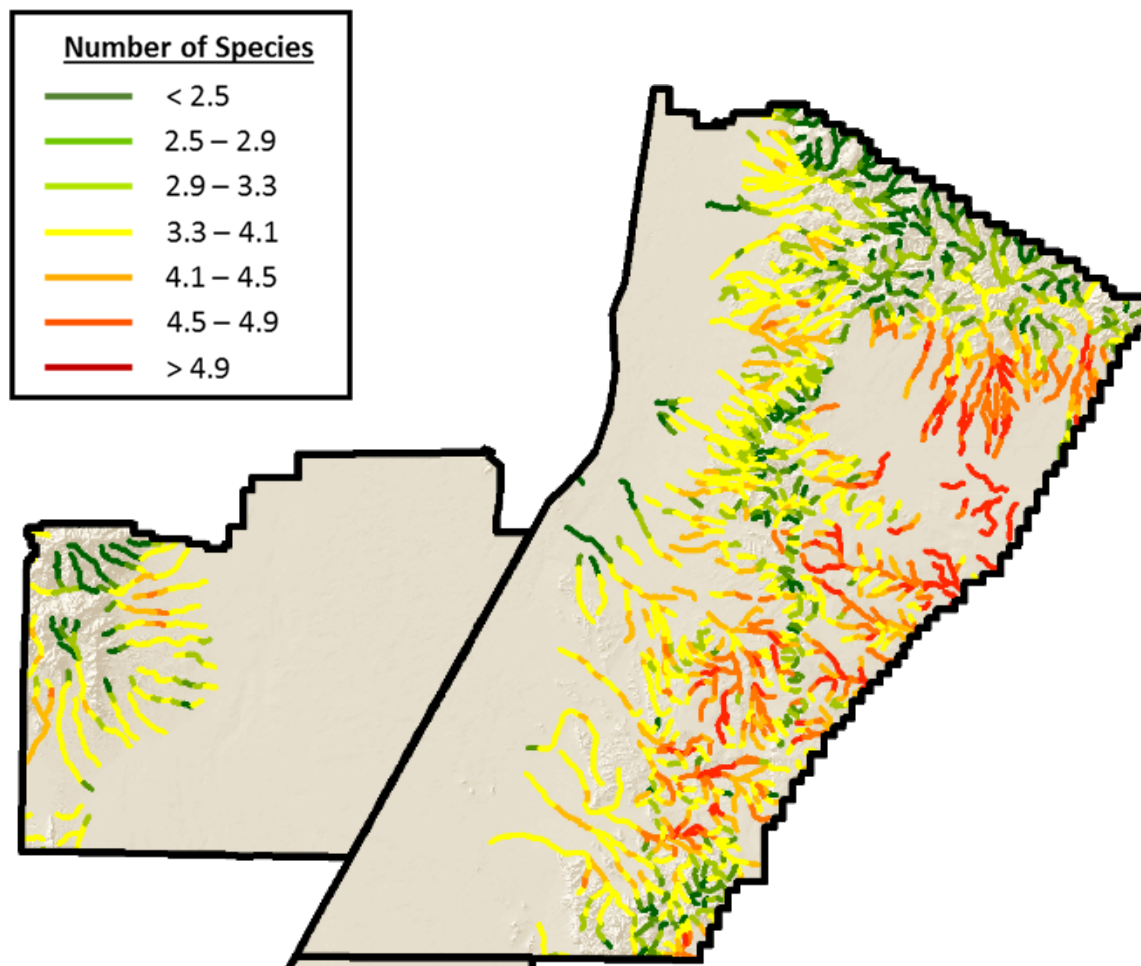 Number of Species
< 2.5
2.5 – 2.9
2.9 – 3.3
3.3 – 4.1
4.1 – 4.5
4.5 – 4.9
> 4.9